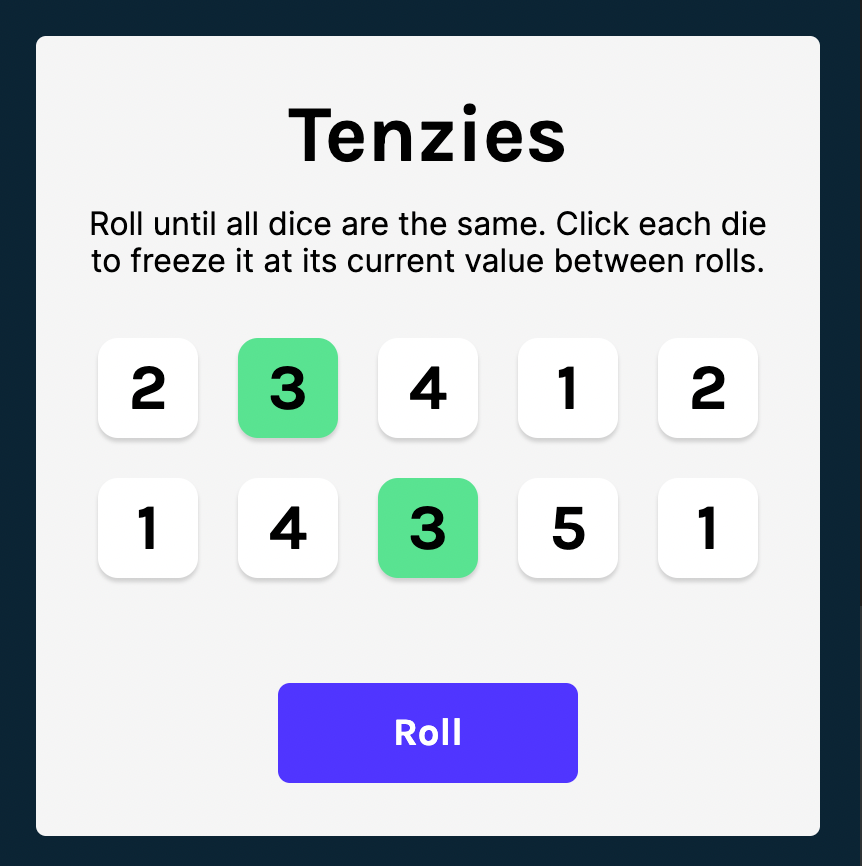 Tenzies
Roll until all dice are the same. Click each die
to freeze it at its current value between rolls.
2 3 4 1 2
1 4 3 5 1
Roll